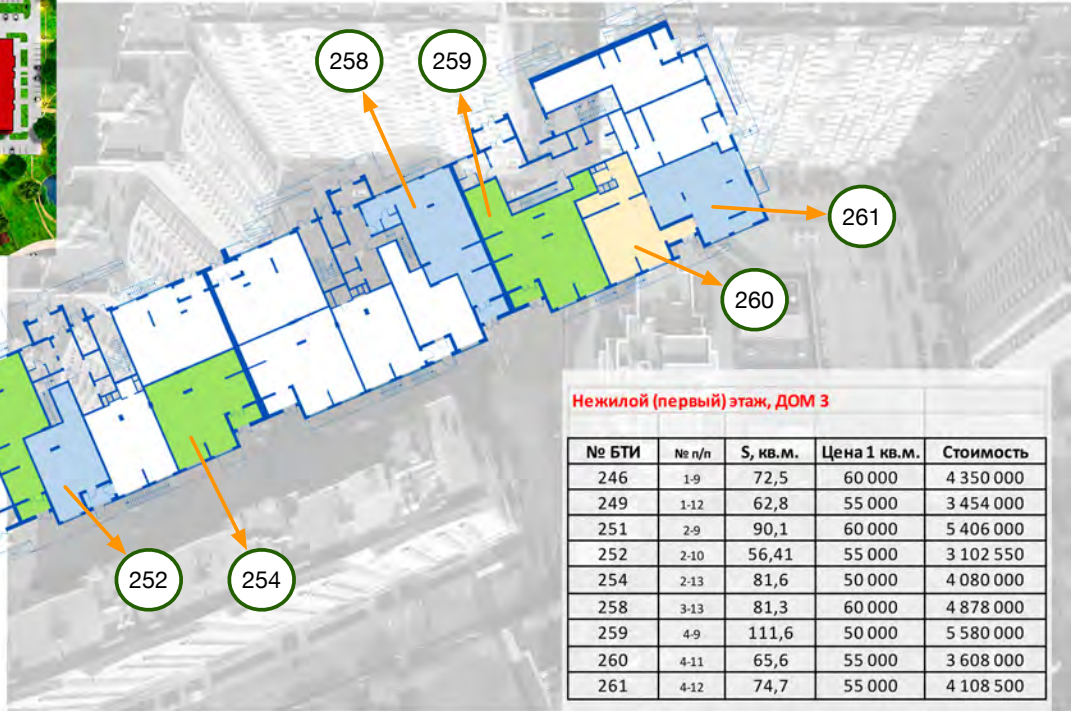 258
259
261
260
252
254
Нежилой (первый) этаж, ДОМ 3
№ БТИ № п/п S, кв.м. Цена 1 кв.м. Стоимость
246 1-9 72,5 60 000 4 350 000
249 1-12 62,8 55 000 3 454 000
251 2-9 90,1 60 000 5 406 000
252 2-10 56,41 55 000 3 102 550
254 2-13 81,6 50 000 4 080 000
258 3-13 81,3 60 000 4 878 000
259 4-9 111,6 50 000 5 580 000
260 4-11 65,6 55 000 3 608 000
261 4-12 74,7 55 000 4 108 500